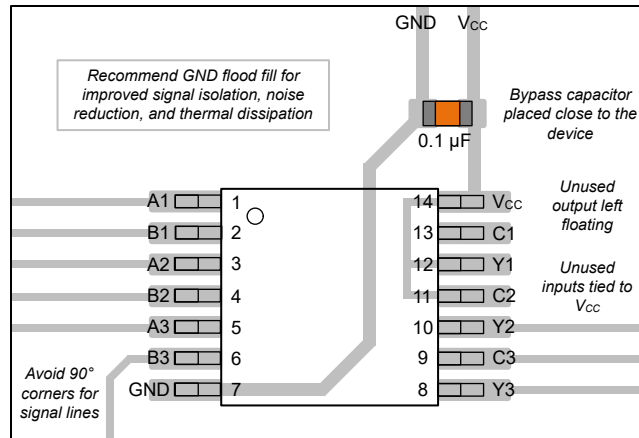 GND VCC
Recommend GND flood fill for
improved signal isolation, noise
reduction, and thermal dissipation
Bypass capacitor
placed close to the
device
0.1 µF
A1 1 14 VCC
B1 2 13 C1
A2 3 12 Y1
B2 4 11 C2
A3 5 10 Y2
B3 6 9 C3
GND 7 8 Y3
Unused
output left
floating
Unused
inputs tied to
VCC
Avoid 90°
corners for
signal lines